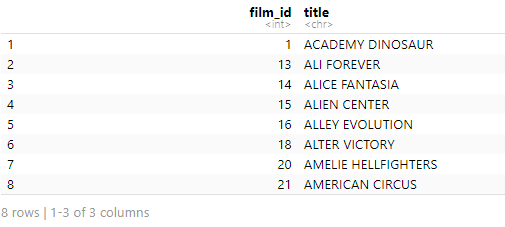 film_id title
<int> <chr>
1 1 ACADEMY DINOSAUR
2 13 ALI FOREVER
3 14 ALICE FANTASIA
4 15 ALIEN CENTER
5 16 ALLEY EVOLUTION
6 18 ALTER VICTORY
7 20 AMELIE HELLFIGHTERS
8 21 AMERICAN CIRCUS
8 rows | 1-3 of 3 columns